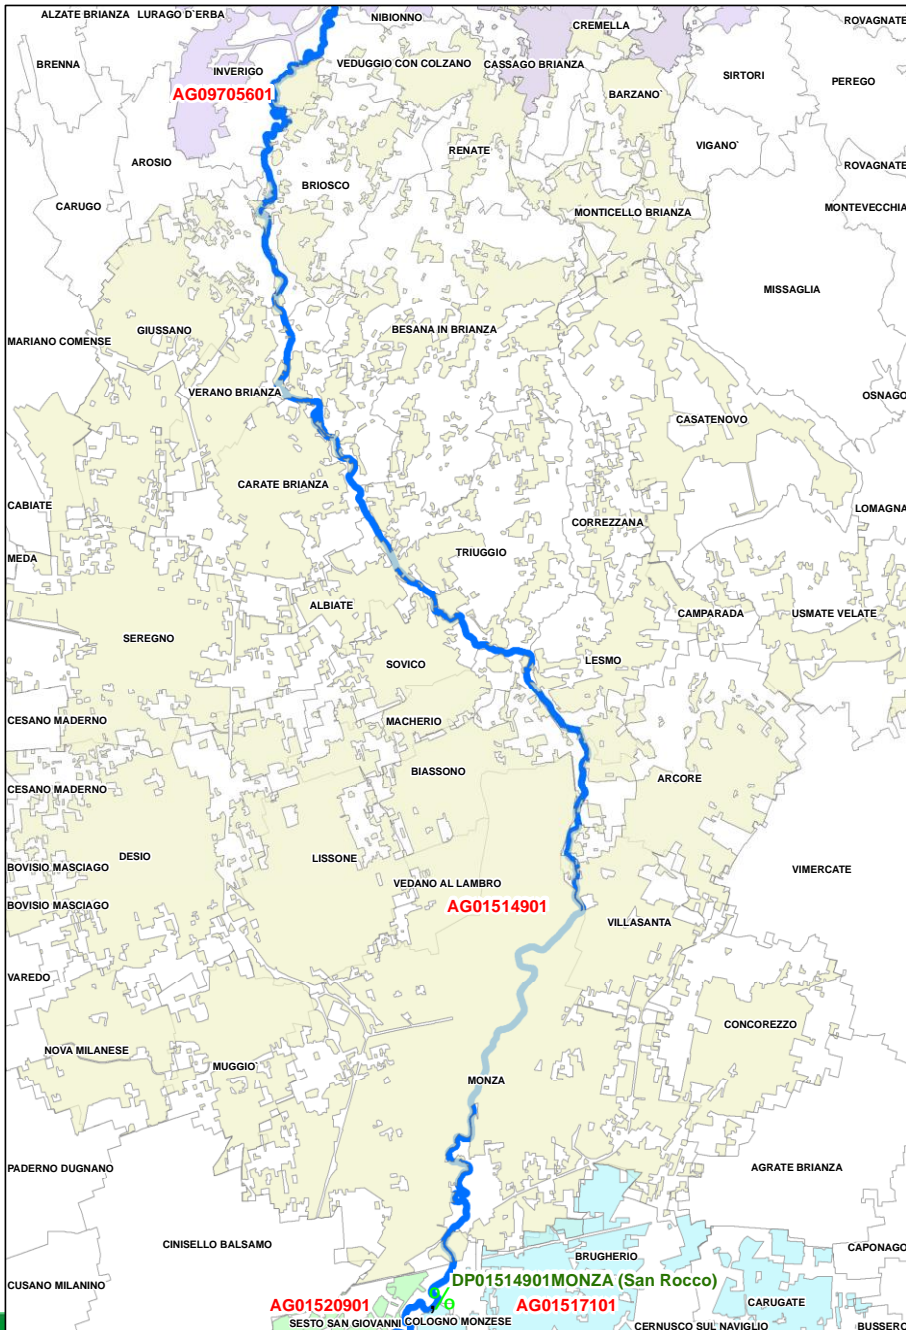 ALZATE BRIANZA LURAGO D`ERBA
NIBIONNO
CREMELLA
ROVAGNATE
BRENNA
INVERIGO
VEDUGGIO CON COLZANO
CASSAGO BRIANZA
SIRTORI
PEREGO
AG09705601
BARZANO`
AROSIO
RENATE
VIGANO`
ROVAGNATE
BRIOSCO
CARUGO
MONTICELLO BRIANZA
MONTEVECCHIA
MISSAGLIA
GIUSSANO
BESANA IN BRIANZA
MARIANO COMENSE
VERANO BRIANZA
OSNAGO
CASATENOVO
CARATE BRIANZA
CABIATE
CORREZZANA
LOMAGNA
MEDA
TRIUGGIO
ALBIATE
CAMPARADA
USMATE VELATE
SEREGNO
SOVICO
LESMO
CESANO MADERNO
MACHERIO
BIASSONO
ARCORE
CESANO MADERNO
DESIO
LISSONE
BOVISIO MASCIAGO
VIMERCATE
VEDANO AL LAMBRO
BOVISIO MASCIAGO
AG01514901
VILLASANTA
VAREDO
CONCOREZZO
NOVA MILANESE
MUGGIO`
MONZA
PADERNO DUGNANO
AGRATE BRIANZA
CINISELLO BALSAMO
CAPONAGO
BRUGHERIO
CUSANO MILANINO
DP01514901MONZA (San Rocco)
AG01520901
AG01517101
CARUGATE
SESTO SAN GIOVANNI
COLOGNO MONZESE
CERNUSCO SUL NAVIGLIO
BUSSERO